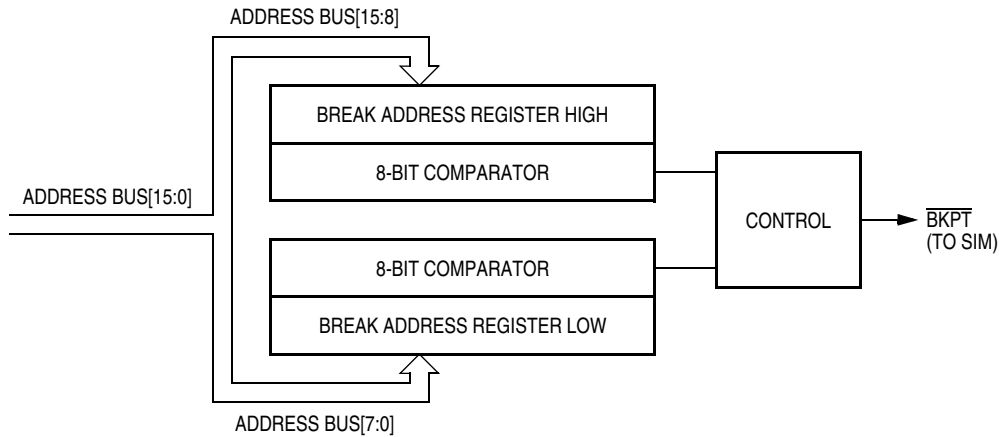 ADDRESS BUS[15:8]
BREAK ADDRESS REGISTER HIGH
8-BIT COMPARATOR
ADDRESS BUS[15:0]
CONTROL
BKPT
(TO SIM)
8-BIT COMPARATOR
BREAK ADDRESS REGISTER LOW
ADDRESS BUS[7:0]